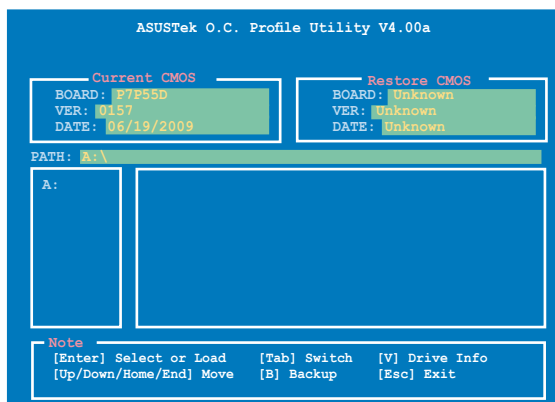 ASUSTek O.C. Profile Utility V4.00a
Current CMOS
BOARD: P7P55D
VER: 0157
DATE: 06/19/2009
Restore CMOS
BOARD: Unknown
VER: Unknown
DATE: Unknown
PATH: A:\
A:
Note
[Enter] Select or Load [Tab] Switch [V] Drive Info
[Up/Down/Home/End] Move [B] Backup [Esc] Exit